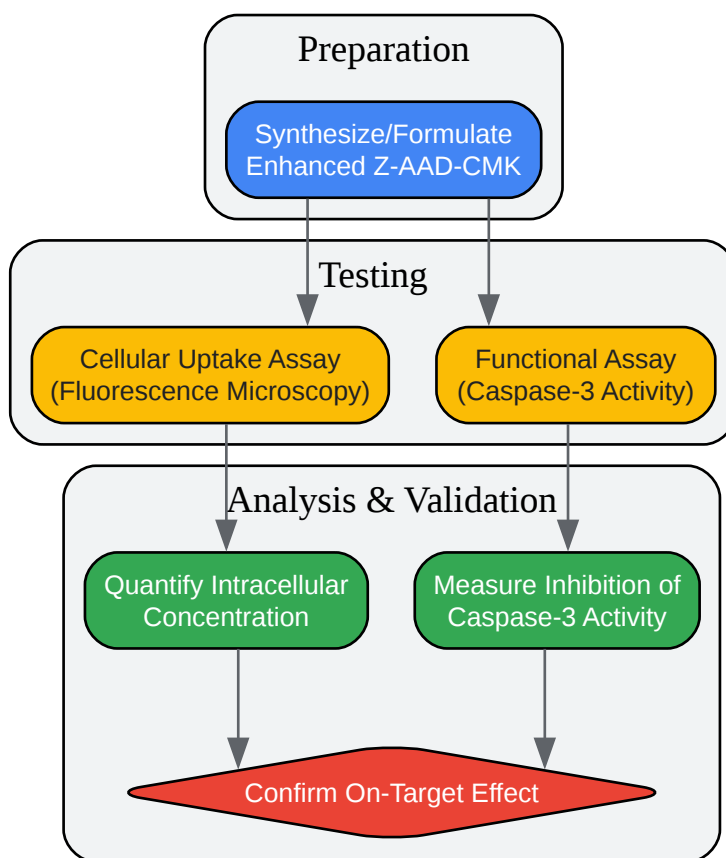 Preparation
Synthesize/Formulate
Enhanced Z-AAD-CMK
Testing
Cellular Uptake Assay
(Fluorescence Microscopy)
Functional Assay
(Caspase-3 Activity)
Analysis & Validation
Quantify Intracellular
Concentration
Measure Inhibition of
Caspase-3 Activity
Confirm On-Target Effect